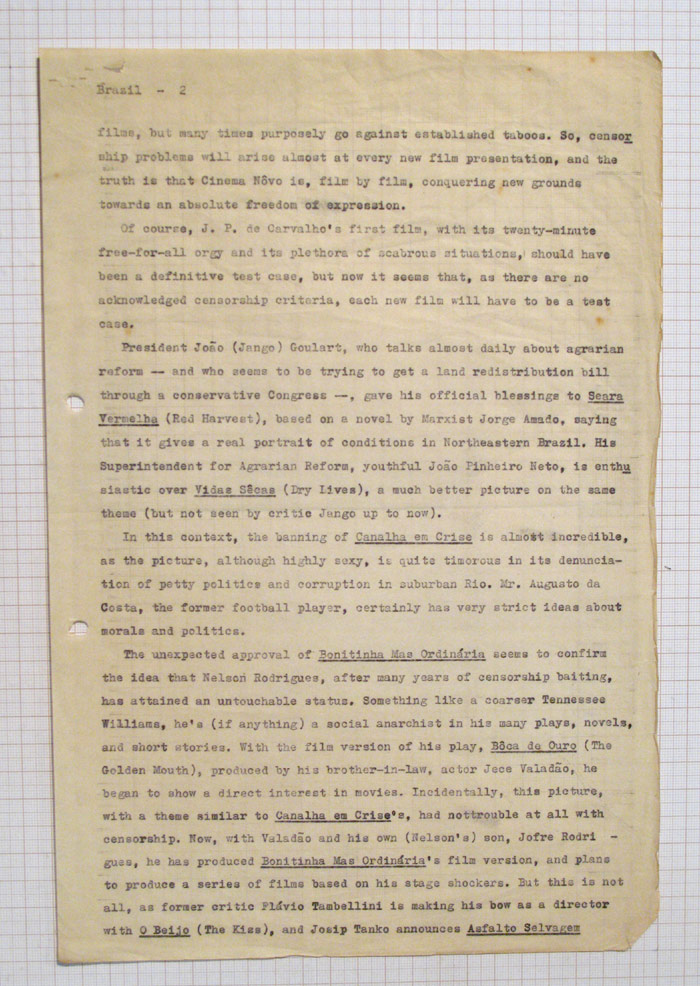 Brazil - 2
films, but many times purposely go against established taboos. So, censor
ship problems will arise almost at every new film presentation, and the
truth is that Cinema Nôvo is, film by film, conquering new grounds
towards an absolute freedom of expression.
Of course, J. P. de Carvalho's first film, with its twenty-minute
free-for-all orgy and its plethora of scabrous situations, should have
been a definitive test case, but now it seems that, as there are no
acknowledged censorship criteria, each new film will have to be a test
case.
President João (Jango) Goulart, who talks almost daily about agrarian
reform -- and who seems to be trying to get a land redistribution bill
through a conservative Congress --, gave his official blessings to Seara
Vermelha (Red Harvest), based on a novel by Marxist Jorge Amado, saying
that it gives a real portrait of conditions in Northeastern Brazil. His
Superintendent for Agrarian Reform, youthful João Pinheiro Neto, is enthu
siastic over Vidas Sêcas (Dry Lives), a much better picture on the same
theme (but not seen by critic Jango up to now).
In this context, the banning of Canalha em Crise is almost incredible,
as the picture, although highly sexy, is quite timorous in its denuncia-
tion of petty politics and corruption in suburban Rio. Mr. Augusto da
Costa, the former football player, certainly has very strict ideas about
morals and politics.
The unexpected approval of Bonitinha Mas Ordinária seems to confirm
the idea that Nelson Rodrigues, after many years of censorship baiting,
has attained an untouchable status. Something like a coarser Tennessee
Williams, he's (if anything) a social anarchist in his many plays, novels,
and short stories. With the film version of his play, Bôca de Ouro (The
Golden Mouth), produced by his brother-in-law, actor Jece Valadão, he
began to show a direct interest in movies. Incidentally, this picture,
with a theme similar to Canalha em Crise's, had nottrouble at all with
censorship. Now, with Valadão and his own (Nelson's) son, Jofre Rodri -
gues, he has produced Bonitinha Mas Ordinária's film version, and plans
to produce a series of films based on his stage shockers. But this is not
all, as former critic Flávio Tambellini is making his bow as a director
with O Beijo (The Kiss), and Josip Tanko announces Asfalto Selvagem